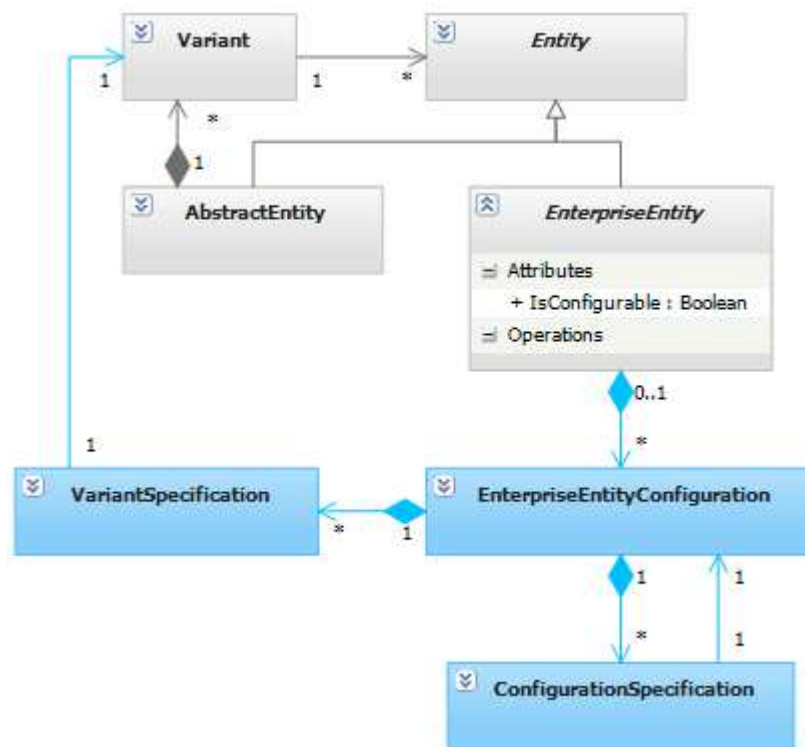 Variant
Entity
1
1
*
*
1
AbstractEntity
EnterpriseEntity
Attributes
+ IsConfigurable : Boolean
Operations
0..1
1
*
VariantSpecification
EnterpriseEntityConfiguration
*
1
1
1
*
1
ConfigurationSpecification